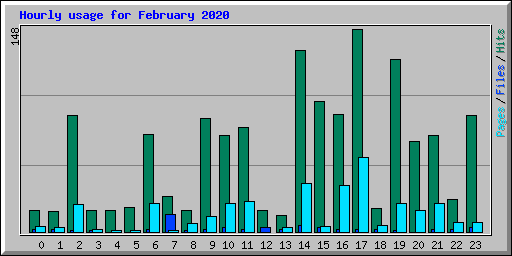 Hourly usage for February 2020
148
Pages / Files / Hits
0 1 2 3 4 5 6 7 8 9 10 11 12 13 14 15 16 17 18 19 20 21 22 23